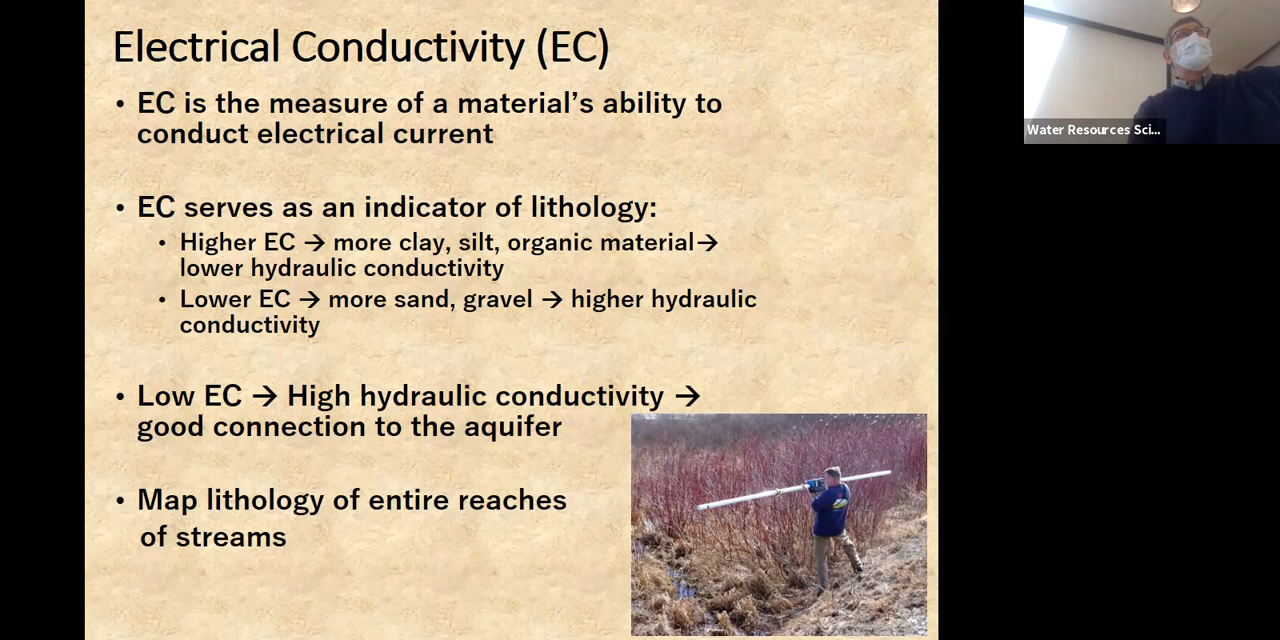 Electrical Conductivity (EC)
• EC is the measure of a material's ability to
conduct electrical current
• EC serves as an indicator of lithology:
• Higher EC → more clay, silt, organic material→
lower hydraulic conductivity
• Lower EC → more sand, gravel → higher hydraulic
conductivity
• Low EC → High hydraulic conductivity →
good connection to the aquifer
• Map lithology of entire reaches
of streams
Water Resources Sci...